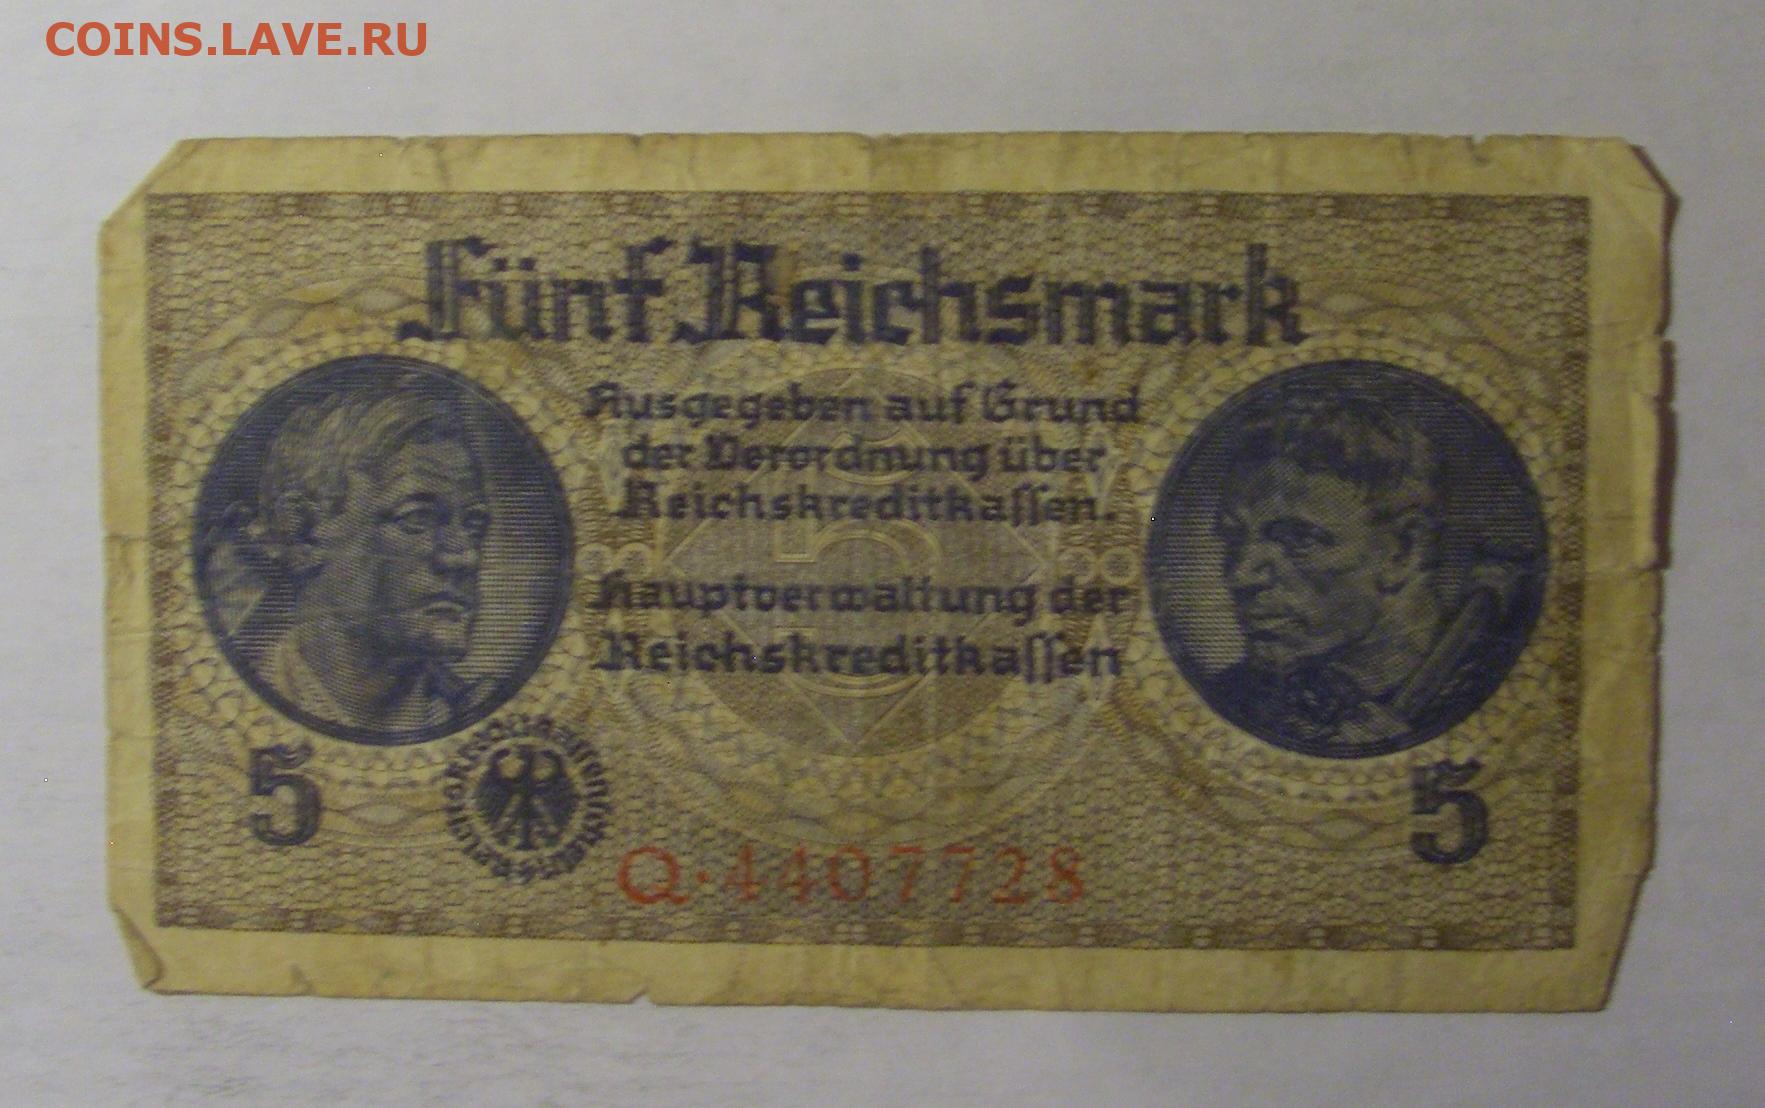 COINS.LAVE.RU
Fünf Reichsmark
Ausgegeben auf Grund
der Verordnung über
Reichskreditkaſſen.
Hauptverwaltung der
Reichskreditkaſſen
5
5
Q·4407728